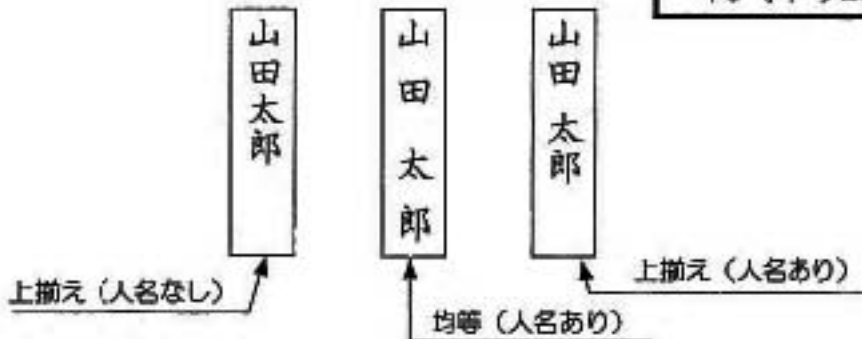 山田太郎
山田 太郎
山田 太郎
上揃え（人名なし）
均等（人名あり）
上揃え（人名あり）